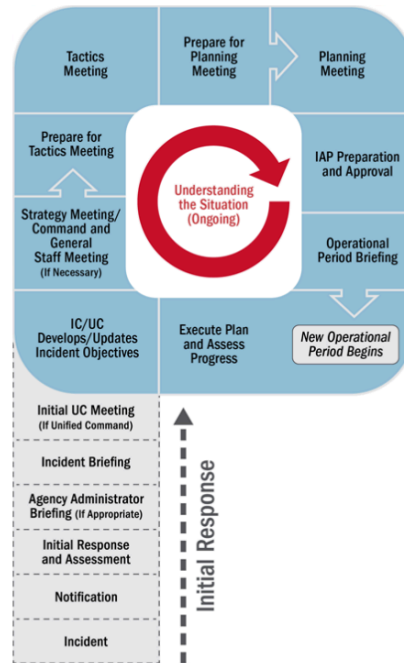 Tactics
Meeting
Prepare for
Planning
Meeting
Planning
Meeting
Prepare for
Tactics Meeting
Understanding
the Situation
(Ongoing)
IAP Preparation
and Approval
Strategy Meeting/
Command and
General
Staff Meeting
(If Necessary)
Operational
Period Briefing
IC/UC
Develops/Updates
Incident Objectives
Execute Plan
and Assess
Progress
New Operational
Period Begins
Initial UC Meeting
(If Unified Command)
Incident Briefing
Agency Administrator
Briefing (If Appropriate)
Initial Response
and Assessment
Notification
Incident
Initial Response